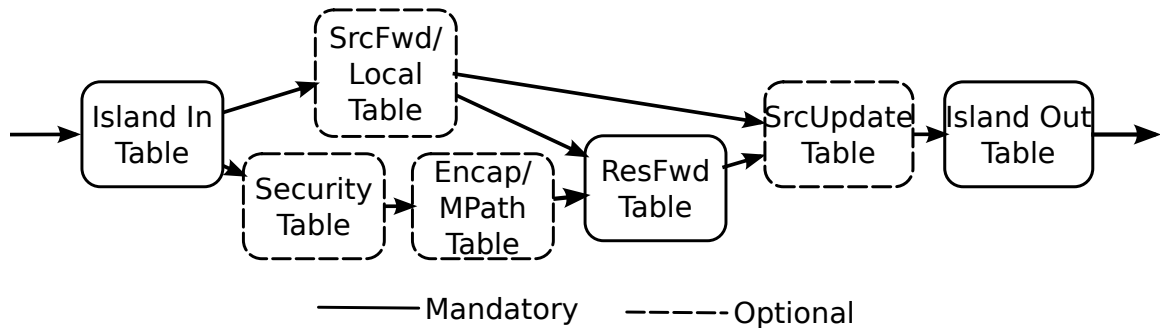 SrcFwd/
Local
Table
Island In
Table
Security
Table
Encap/
MPath
Table
ResFwd
Table
SrcUpdate
Table
Island Out
Table
Mandatory
Optional